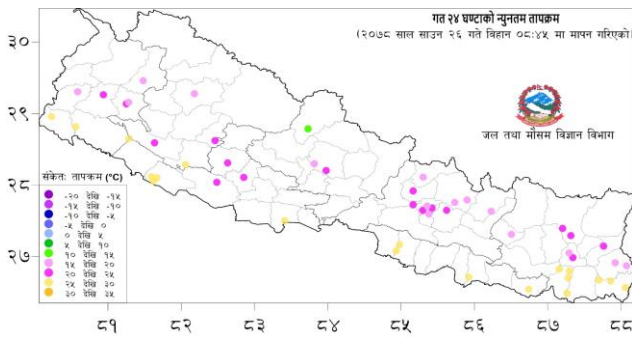 गत २४ घण्टाको न्युनतम तापक्रम
(२०७८ साल साउन २६ गते विहान ०८:४५ मा मापन गरिएको)
३०
२९
जल तथा मौसम विज्ञान विभाग
२८
संकेतः तापक्रम (°C)
-२० देखि -१५
-१५ देखि -१०
-१० देखि -५
-५ देखि ०
० देखि ५
५ देखि १०
१० देखि १५
१५ देखि २०
२० देखि २५
२५ देखि ३०
३० देखि ३५
२७
८१ ८२ ८३ ८४ ८५ ८६ ८७ ८८